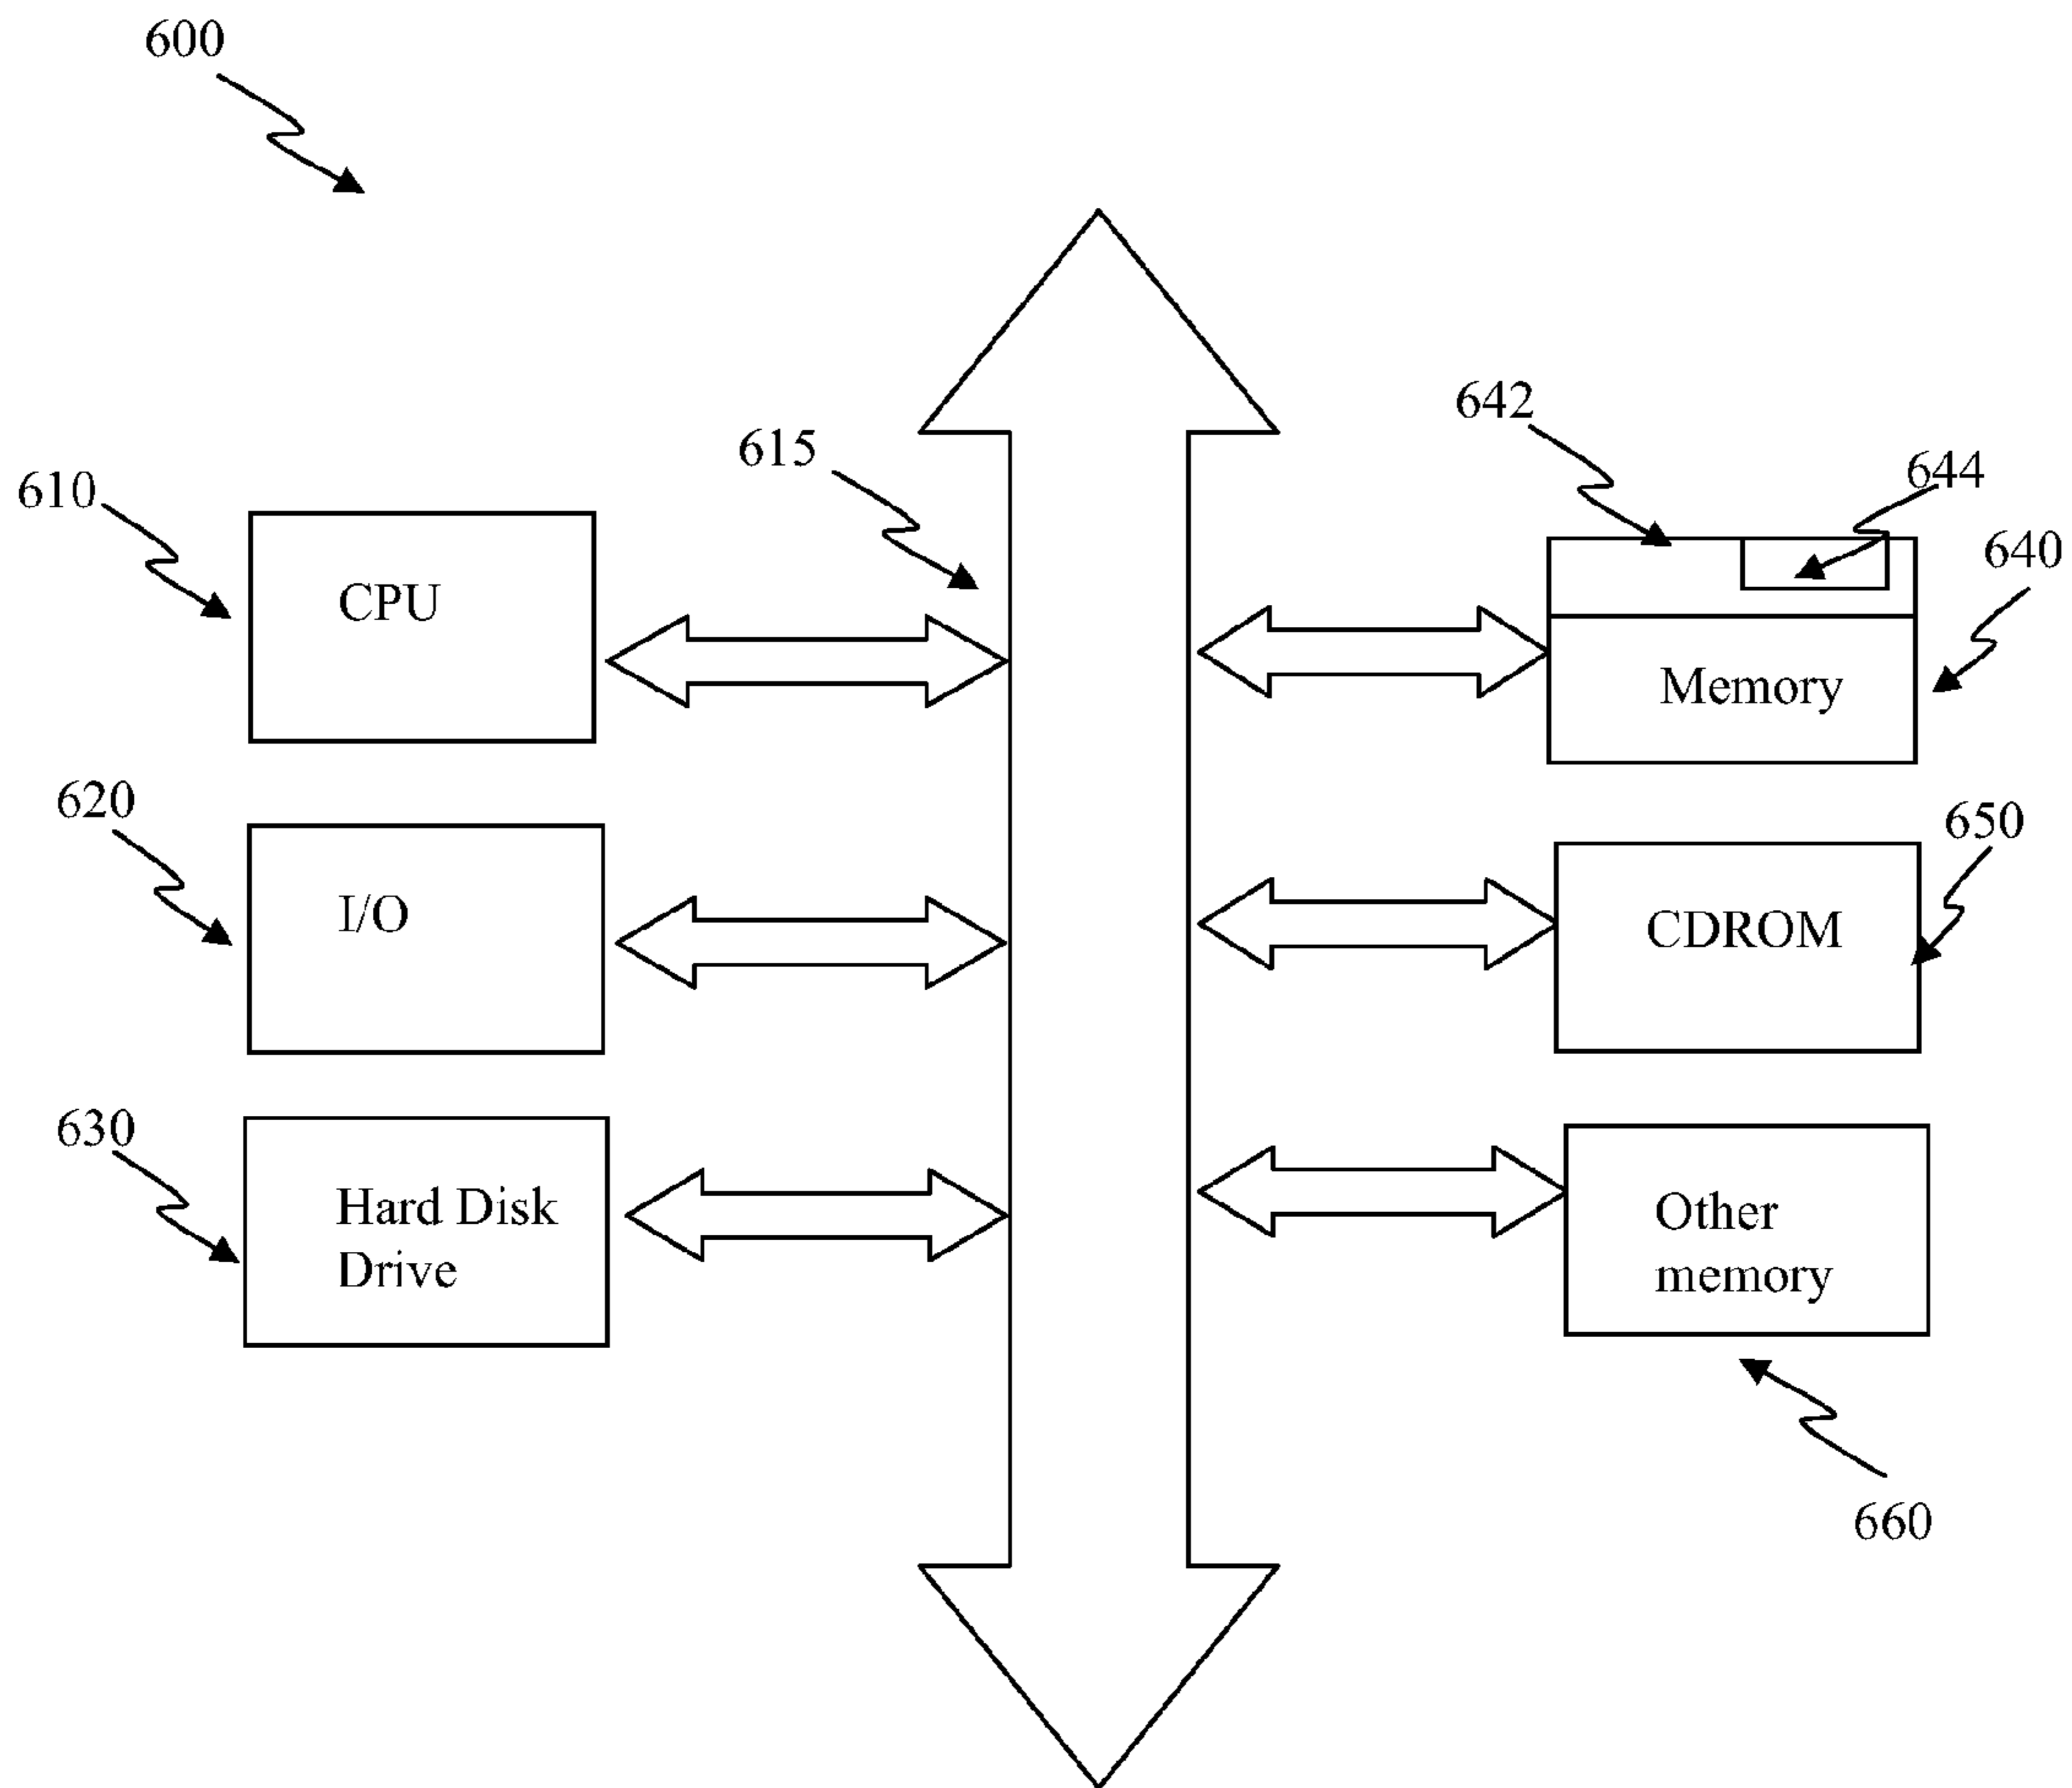 600
642
615
644
610
640
CPU
Memory
620
650
I/O
CDROM
630
Hard Disk
Drive
Other
memory
660